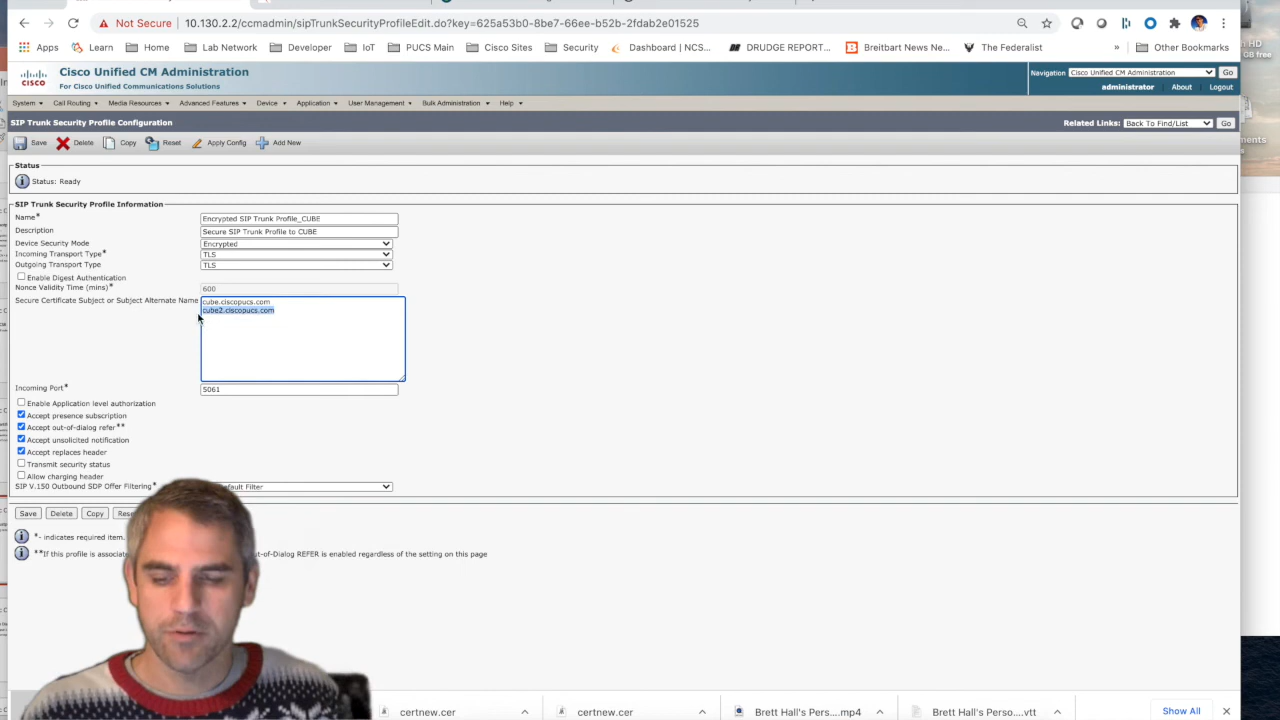 Not Secure 10.130.2.2/ccmadmin/sipTrunkSecurityProfileEdit.do?key=625a53b0-8be7-66ee-b52b-2fdab2e01525
Apps Learn Home Lab Network Developer IoT PUCS Main Cisco Sites Security Dashboard | NCS... DRUDGE REPORT... Breitbart News Ne... The Federalist » Other Bookmarks
HD
GB free
CISCO
Cisco Unified CM Administration
For Cisco Unified Communications Solutions
Navigation Cisco Unified CM Administration Go
administrator About Logout
System Call Routing Media Resources Advanced Features Device Application User Management Bulk Administration Help
SIP Trunk Security Profile Configuration
Related Links: Back To Find/List Go
Save Delete Copy Reset Apply Config Add New
Status
Status: Ready
SIP Trunk Security Profile Information
Name* Encrypted SIP Trunk Profile_CUBE
Description Secure SIP Trunk Profile to CUBE
Device Security Mode Encrypted
Incoming Transport Type* TLS
Outgoing Transport Type TLS
Enable Digest Authentication
Nonce Validity Time (mins)* 600
Secure Certificate Subject or Subject Alternate Name cube.ciscopucs.com
cube2.ciscopucs.com
Incoming Port* 5061
Enable Application level authorization
Accept presence subscription
Accept out-of-dialog refer**
Accept unsolicited notification
Accept replaces header
Transmit security status
Allow charging header
SIP V.150 Outbound SDP Offer Filtering* Default Filter
Save Delete Copy
*- indicates required item.
**If this profile is associate out-of-Dialog REFER is enabled regardless of the setting on this page
certnew.cer certnew.cer Brett Hall's Pers....mp4 Brett Hall's Perso....vtt Show All